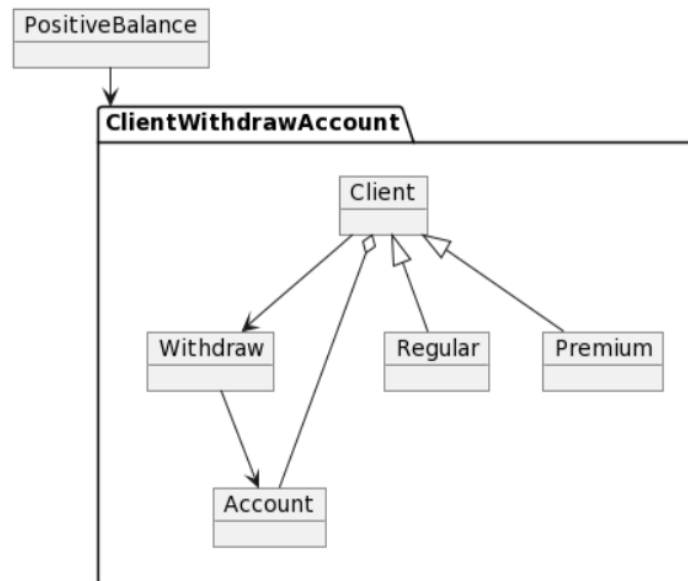 PositiveBalance
ClientWithdrawAccount
Client
Withdraw
Regular
Premium
Account